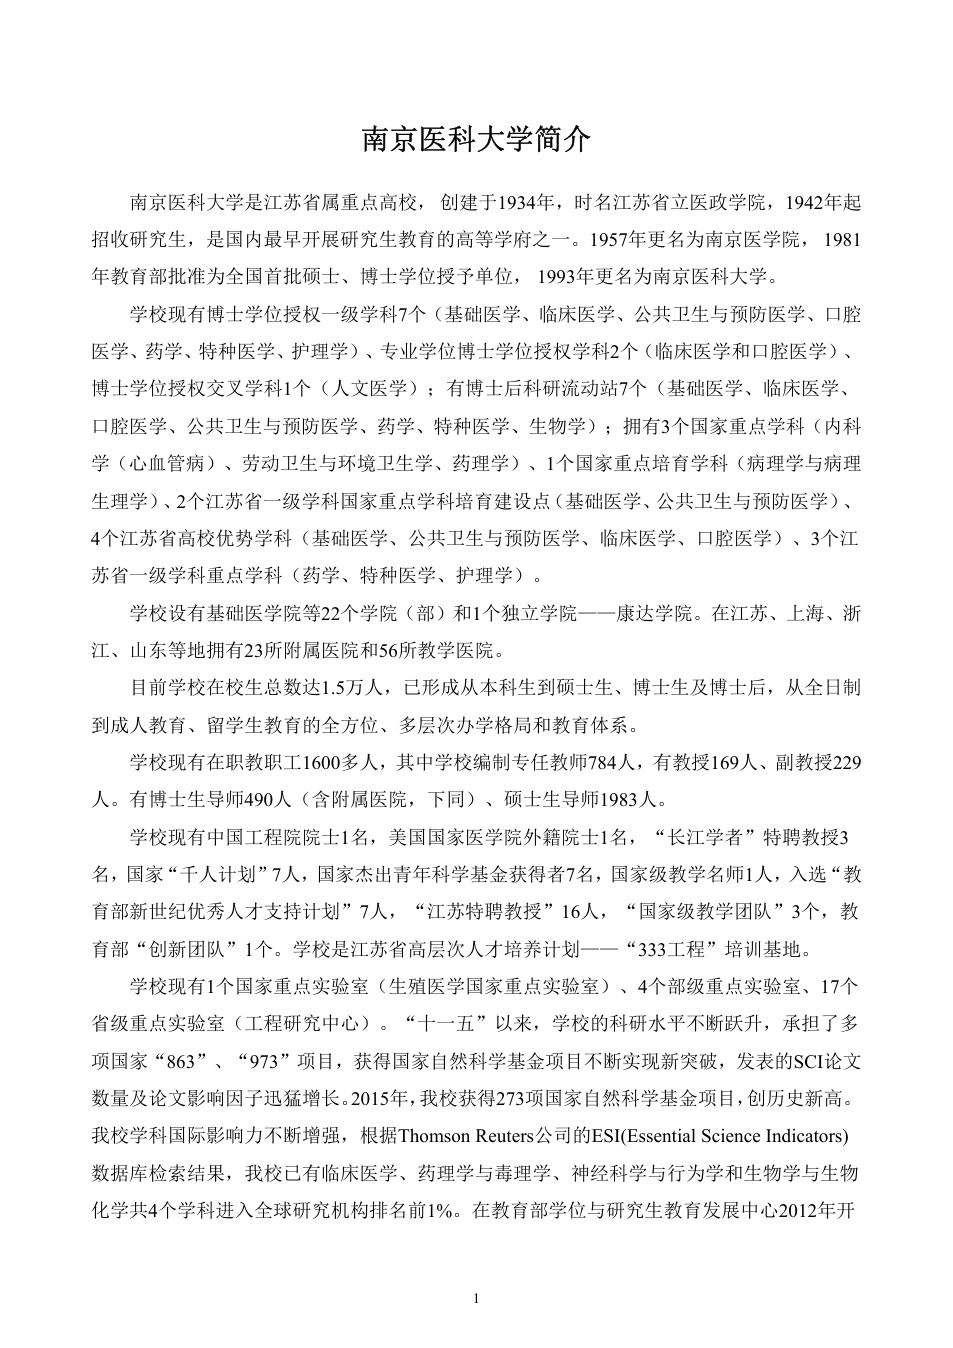 南京医科大学简介
南京医科大学是江苏省属重点高校， 创建于1934年，时名江苏省立医政学院，1942年起
招收研究生，是国内最早开展研究生教育的高等学府之一。1957年更名为南京医学院， 1981
年教育部批准为全国首批硕士、博士学位授予单位， 1993年更名为南京医科大学。
学校现有博士学位授权一级学科7个（基础医学、临床医学、公共卫生与预防医学、口腔
医学、药学、特种医学、护理学）、专业学位博士学位授权学科2个（临床医学和口腔医学）、
博士学位授权交叉学科1个（人文医学）；有博士后科研流动站7个（基础医学、临床医学、
口腔医学、公共卫生与预防医学、药学、特种医学、生物学）；拥有3个国家重点学科（内科
学（心血管病）、劳动卫生与环境卫生学、药理学）、1个国家重点培育学科（病理学与病理
生理学）、2个江苏省一级学科国家重点学科培育建设点（基础医学、公共卫生与预防医学）、
4个江苏省高校优势学科（基础医学、公共卫生与预防医学、临床医学、口腔医学）、3个江
苏省一级学科重点学科（药学、特种医学、护理学）。
学校设有基础医学院等22个学院（部）和1个独立学院——康达学院。在江苏、上海、浙
江、山东等地拥有23所附属医院和56所教学医院。
目前学校在校生总数达1.5万人，已形成从本科生到硕士生、博士生及博士后，从全日制
到成人教育、留学生教育的全方位、多层次办学格局和教育体系。
学校现有在职教职工1600多人，其中学校编制专任教师784人，有教授169人、副教授229
人。有博士生导师490人（含附属医院，下同）、硕士生导师1983人。
学校现有中国工程院院士1名，美国国家医学院外籍院士1名，“长江学者”特聘教授3
名，国家“千人计划”7人，国家杰出青年科学基金获得者7名，国家级教学名师1人，入选“教
育部新世纪优秀人才支持计划”7人，“江苏特聘教授”16人，“国家级教学团队”3个，教
育部“创新团队”1个。学校是江苏省高层次人才培养计划——“333工程”培训基地。
学校现有1个国家重点实验室（生殖医学国家重点实验室）、4个部级重点实验室、17个
省级重点实验室（工程研究中心）。“十一五”以来，学校的科研水平不断跃升，承担了多
项国家“863”、“973”项目，获得国家自然科学基金项目不断实现新突破，发表的SCI论文
数量及论文影响因子迅猛增长。2015年，我校获得273项国家自然科学基金项目，创历史新高。
我校学科国际影响力不断增强，根据Thomson Reuters公司的ESI(Essential Science Indicators)
数据库检索结果，我校已有临床医学、药理学与毒理学、神经科学与行为学和生物学与生物
化学共4个学科进入全球研究机构排名前1%。在教育部学位与研究生教育发展中心2012年开
1